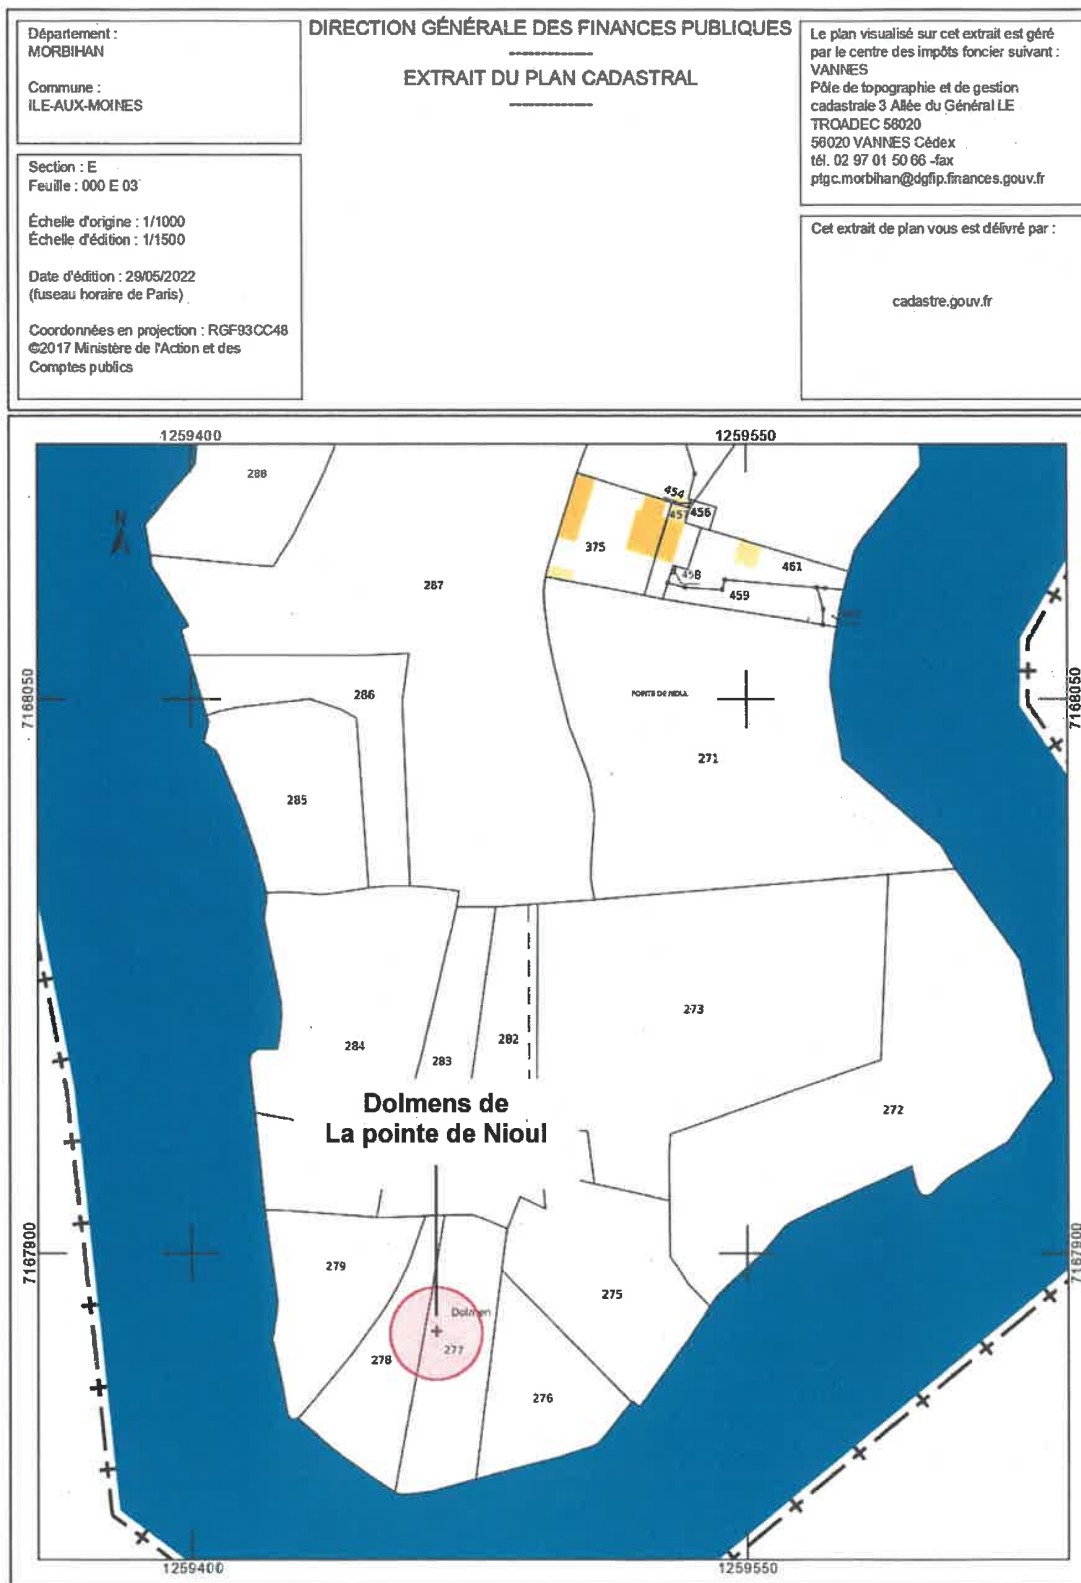 Département :
MORBIHAN
Commune :
ILE-AUX-MOINES
Section : E
Feuille : 000 E 03
Échelle d'origine : 1/1000
Échelle d'édition : 1/1500
Date d'édition : 29/05/2022
(fuseau horaire de Paris)
Coordonnées en projection : RGF93CC48
©2017 Ministère de l'Action et des
Comptes publics
DIRECTION GÉNÉRALE DES FINANCES PUBLIQUES
EXTRAIT DU PLAN CADASTRAL
Le plan visualisé sur cet extrait est géré
par le centre des impôts foncier suivant :
VANNES
Pôle de topographie et de gestion
cadastrale 3 Allée du Général LE
TROADEC 56020
56020 VANNES Cédex
tél. 02 97 01 50 66 -fax
ptgc.morbihan@dgfip.finances.gouv.fr
Cet extrait de plan vous est délivré par :
cadastre.gouv.fr
1259400
1259550
288
N
454
457
456
375
461
287
458
459
7168050
286
POINTE DE NIOUL
7168050
271
285
273
284
283
282
272
Dolmens de
La pointe de Nioul
7167900
7167900
279
275
Dolmen
277
278
276
1259400
1259550